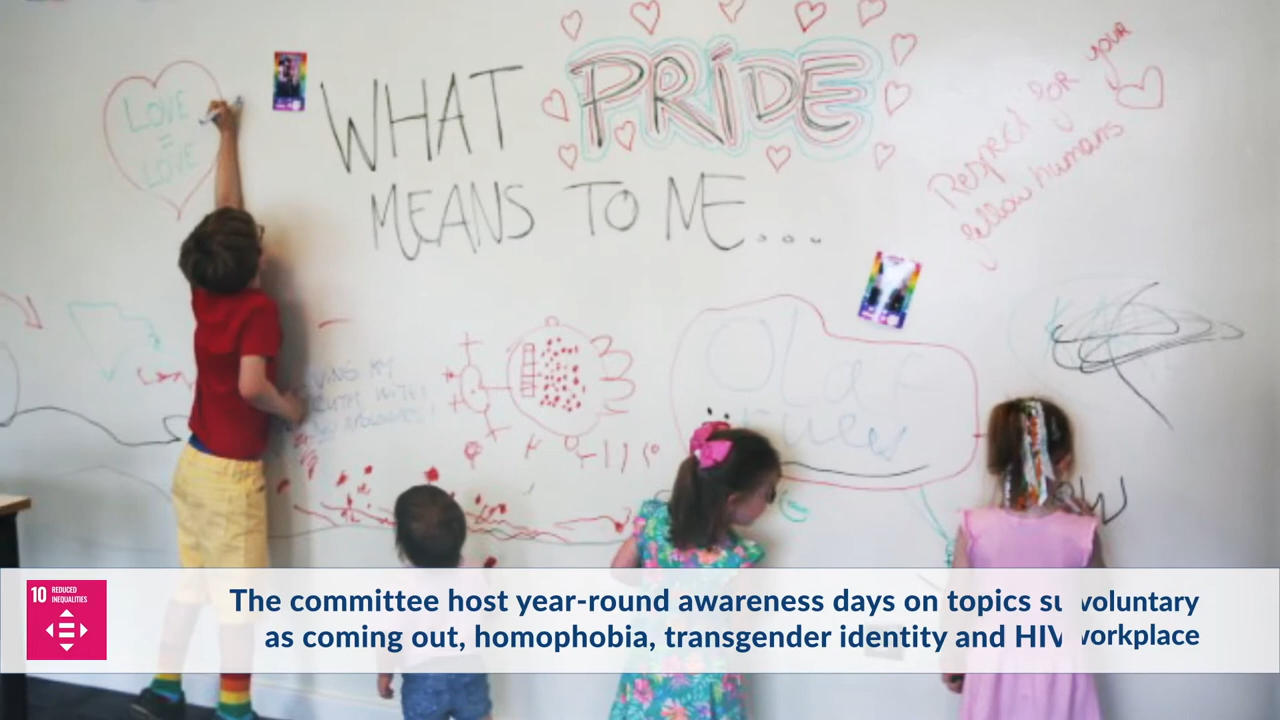 WHAT PRIDE
MEANS TO ME...
LOVE
=
LOVE
Respect for your
fellow humans
Olaf
10 REDUCED
INEQUALITIES
The committee host year-round awareness days on topics su
voluntary
as coming out, homophobia, transgender identity and HIV
workplace